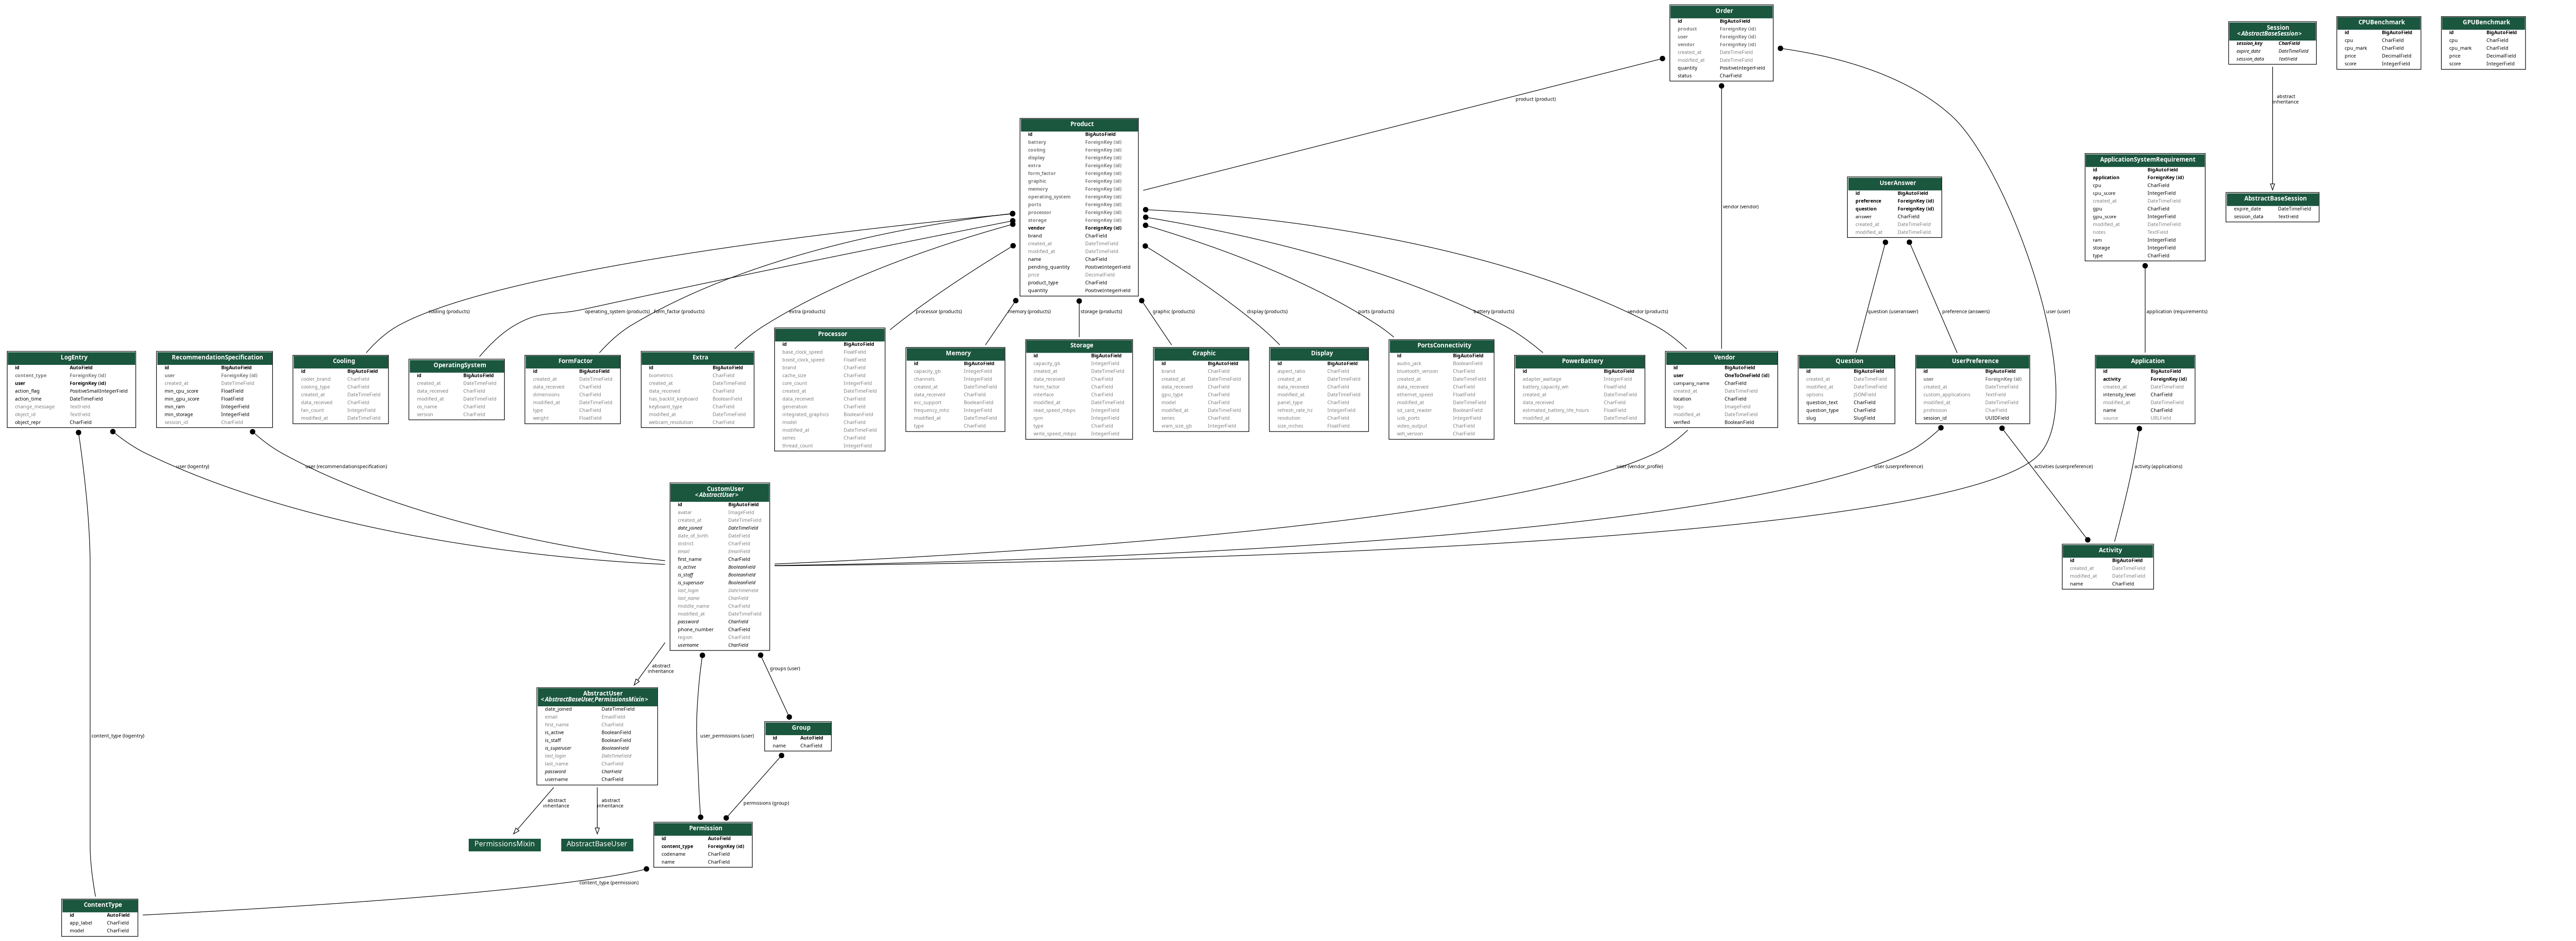 Order
id BigAutoField
product ForeignKey (id)
user ForeignKey (id)
vendor ForeignKey (id)
created_at DateTimeField
modified_at DateTimeField
quantity PositiveIntegerField
status CharField
Session
<AbstractBaseSession>
session_key CharField
expire_date DateTimeField
session_data TextField
CPUBenchmark
id BigAutoField
cpu CharField
cpu_mark CharField
price DecimalField
score IntegerField
GPUBenchmark
id BigAutoField
cpu CharField
cpu_mark CharField
price DecimalField
score IntegerField
product (product)
abstract
inheritance
Product
id BigAutoField
battery ForeignKey (id)
cooling ForeignKey (id)
display ForeignKey (id)
extra ForeignKey (id)
form_factor ForeignKey (id)
graphic ForeignKey (id)
memory ForeignKey (id)
operating_system ForeignKey (id)
ports ForeignKey (id)
processor ForeignKey (id)
storage ForeignKey (id)
vendor ForeignKey (id)
brand CharField
created_at DateTimeField
modified_at DateTimeField
name CharField
pending_quantity PositiveIntegerField
price DecimalField
product_type CharField
quantity PositiveIntegerField
vendor (vendor)
UserAnswer
id BigAutoField
preference ForeignKey (id)
question ForeignKey (id)
answer CharField
created_at DateTimeField
modified_at DateTimeField
ApplicationSystemRequirement
id BigAutoField
application ForeignKey (id)
cpu CharField
cpu_score IntegerField
created_at DateTimeField
gpu CharField
gpu_score IntegerField
modified_at DateTimeField
notes TextField
ram IntegerField
storage IntegerField
type CharField
AbstractBaseSession
expire_date DateTimeField
session_data TextField
cooling (products)
operating_system (products)
form_factor (products)
extra (products)
processor (products)
memory (products)
storage (products)
graphic (products)
display (products)
ports (products)
battery (products)
vendor (products)
question (useranswer)
preference (answers)
user (user)
application (requirements)
LogEntry
id AutoField
content_type ForeignKey (id)
user ForeignKey (id)
action_flag PositiveSmallIntegerField
action_time DateTimeField
change_message TextField
object_id TextField
object_repr CharField
RecommendationSpecification
id BigAutoField
user ForeignKey (id)
created_at DateTimeField
min_cpu_score FloatField
min_gpu_score FloatField
min_ram IntegerField
min_storage IntegerField
session_id CharField
Cooling
id BigAutoField
cooler_brand CharField
cooling_type CharField
created_at DateTimeField
data_received CharField
fan_count IntegerField
modified_at DateTimeField
OperatingSystem
id BigAutoField
created_at DateTimeField
data_received CharField
modified_at DateTimeField
os_name CharField
version CharField
FormFactor
id BigAutoField
created_at DateTimeField
data_received CharField
dimensions CharField
modified_at DateTimeField
type CharField
weight FloatField
Extra
id BigAutoField
biometrics CharField
created_at DateTimeField
data_received CharField
has_backlit_keyboard BooleanField
keyboard_type CharField
modified_at DateTimeField
webcam_resolution CharField
Processor
id BigAutoField
base_clock_speed FloatField
boost_clock_speed FloatField
brand CharField
cache_size CharField
core_count IntegerField
created_at DateTimeField
data_received CharField
generation CharField
integrated_graphics BooleanField
model CharField
modified_at DateTimeField
series CharField
thread_count IntegerField
Memory
id BigAutoField
capacity_gb IntegerField
channels IntegerField
created_at DateTimeField
data_received CharField
ecc_support BooleanField
frequency_mhz IntegerField
modified_at DateTimeField
type CharField
Storage
id BigAutoField
capacity_gb IntegerField
created_at DateTimeField
data_received CharField
form_factor CharField
interface CharField
modified_at DateTimeField
read_speed_mbps IntegerField
rpm IntegerField
type CharField
write_speed_mbps IntegerField
Graphic
id BigAutoField
brand CharField
created_at DateTimeField
data_received CharField
gpu_type CharField
model CharField
modified_at DateTimeField
series CharField
vram_size_gb IntegerField
Display
id BigAutoField
aspect_ratio CharField
created_at DateTimeField
data_received CharField
modified_at DateTimeField
panel_type CharField
refresh_rate_hz IntegerField
resolution CharField
size_inches FloatField
PortsConnectivity
id BigAutoField
audio_jack BooleanField
bluetooth_version CharField
created_at DateTimeField
data_received CharField
ethernet_speed FloatField
modified_at DateTimeField
sd_card_reader BooleanField
usb_ports IntegerField
video_output CharField
wifi_version CharField
PowerBattery
id BigAutoField
adapter_wattage IntegerField
battery_capacity_wh FloatField
created_at DateTimeField
data_received CharField
estimated_battery_life_hours FloatField
modified_at DateTimeField
Vendor
id BigAutoField
user OneToOneField (id)
company_name CharField
created_at DateTimeField
location CharField
logo ImageField
modified_at DateTimeField
verified BooleanField
Question
id BigAutoField
created_at DateTimeField
modified_at DateTimeField
options JSONField
question_text CharField
question_type CharField
slug SlugField
UserPreference
id BigAutoField
user ForeignKey (id)
created_at DateTimeField
custom_applications TextField
modified_at DateTimeField
profession CharField
session_id UUIDField
Application
id BigAutoField
activity ForeignKey (id)
created_at DateTimeField
intensity_level CharField
modified_at DateTimeField
name CharField
source URLField
user (logentry)
user (recommendationspecification)
user (vendor_profile)
user (userpreference)
activities (userpreference)
activity (applications)
CustomUser
<AbstractUser>
id BigAutoField
avatar ImageField
created_at DateTimeField
date_joined DateTimeField
date_of_birth DateField
district CharField
email EmailField
first_name CharField
is_active BooleanField
is_staff BooleanField
is_superuser BooleanField
last_login DateTimeField
last_name CharField
middle_name CharField
modified_at DateTimeField
password CharField
phone_number CharField
region CharField
username CharField
Activity
id BigAutoField
created_at DateTimeField
modified_at DateTimeField
name CharField
abstract
inheritance
groups (user)
AbstractUser
<AbstractBaseUser,PermissionsMixin>
date_joined DateTimeField
email EmailField
first_name CharField
is_active BooleanField
is_staff BooleanField
is_superuser BooleanField
last_login DateTimeField
last_name CharField
password CharField
username CharField
content_type (logentry)
user_permissions (user)
Group
id AutoField
name CharField
abstract
inheritance
abstract
inheritance
permissions (group)
PermissionsMixin
AbstractBaseUser
Permission
id AutoField
content_type ForeignKey (id)
codename CharField
name CharField
content_type (permission)
ContentType
id AutoField
app_label CharField
model CharField